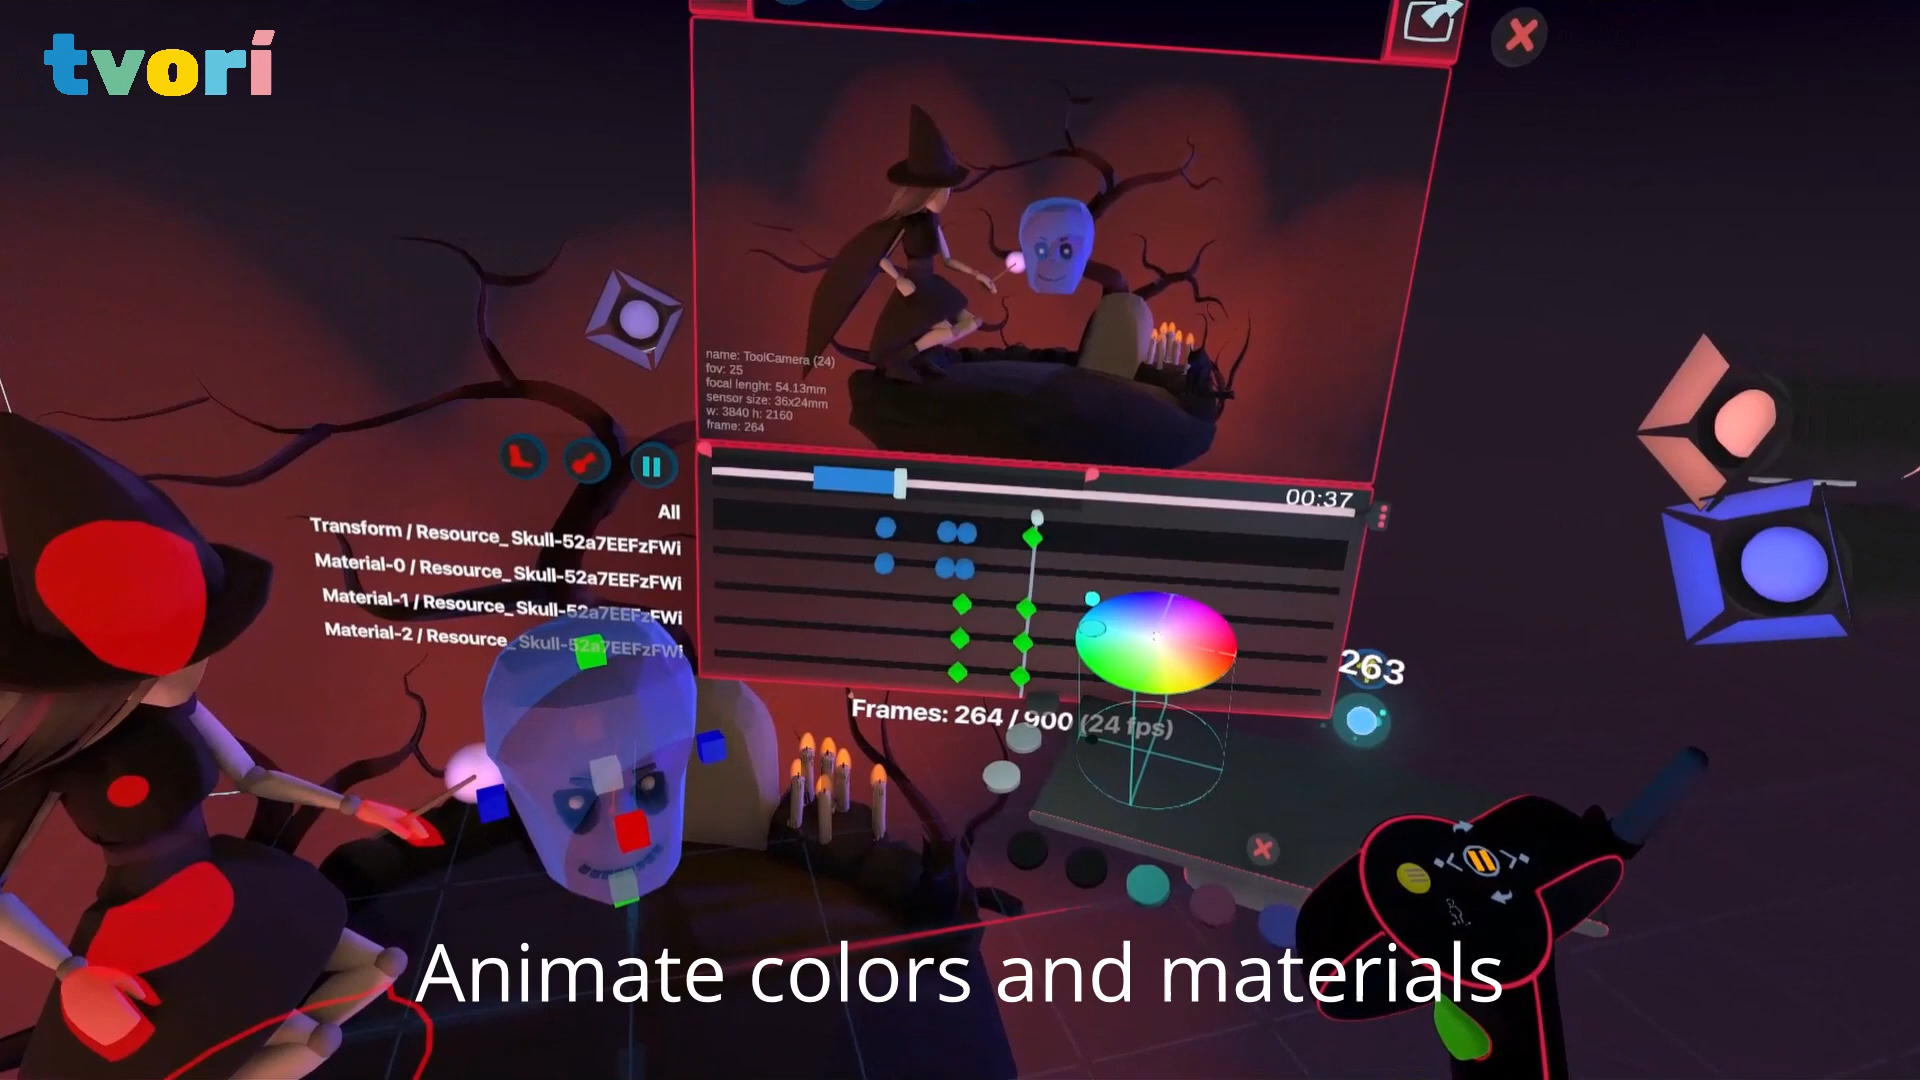 tvori
name: ToolCamera (24)
fov: 25
focal lenght: 54.13mm
sensor size: 36x24mm
w: 3840 h: 2160
frame: 264
00:37
All
Transform / Resource_Skull-52a7EEFzFWi
Material-0 / Resource_Skull-52a7EEFzFWi
Material-1 / Resource_Skull-52a7EEFzFWi
Material-2 / Resource_Skull-52a7EEFzFWi
263
Frames: 264 / 900 (24 fps)
Animate colors and materials